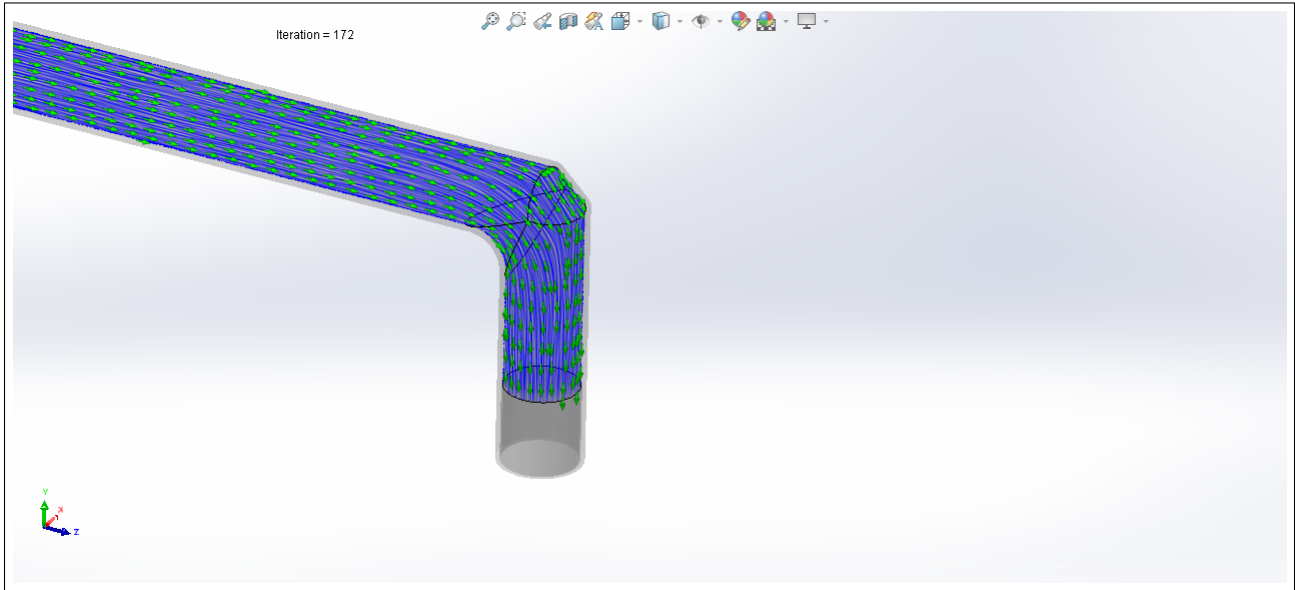 Iteration = 172
Y
X
Z